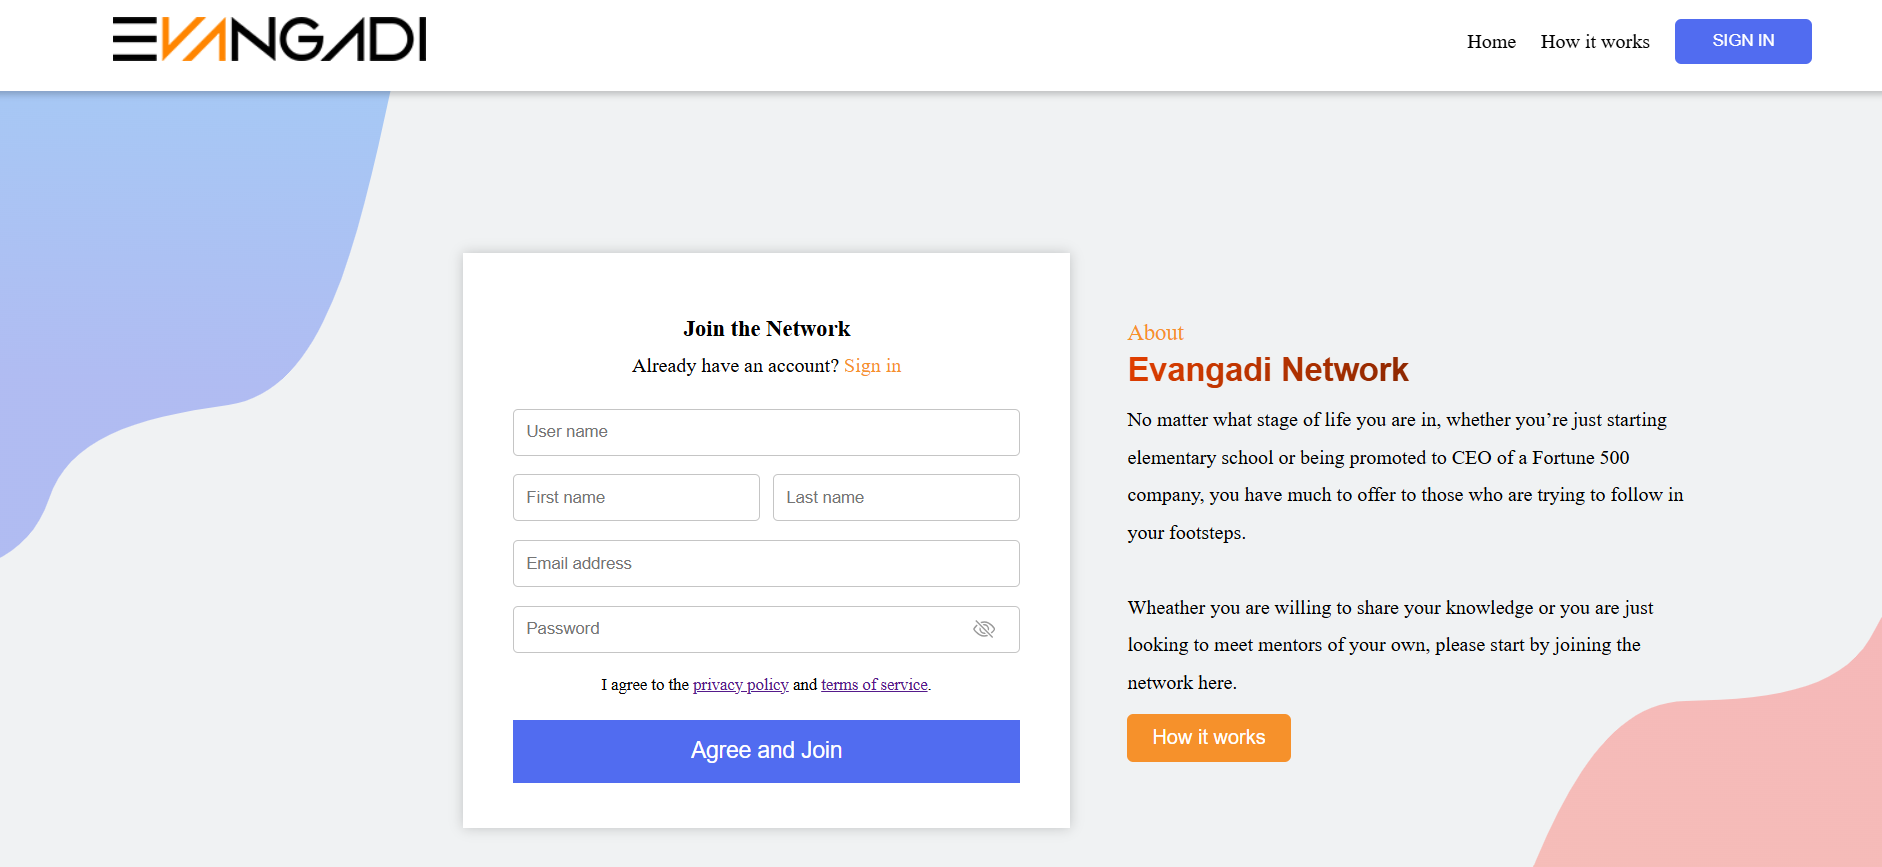 EVANGADI
Home
How it works
SIGN IN
Join the Network
Already have an account? Sign in
User name
First name
Last name
Email address
Password
I agree to the privacy policy and terms of service.
Agree and Join
About
Evangadi Network
No matter what stage of life you are in, whether you’re just starting
elementary school or being promoted to CEO of a Fortune 500
company, you have much to offer to those who are trying to follow in
your footsteps.
Wheather you are willing to share your knowledge or you are just
looking to meet mentors of your own, please start by joining the
network here.
How it works